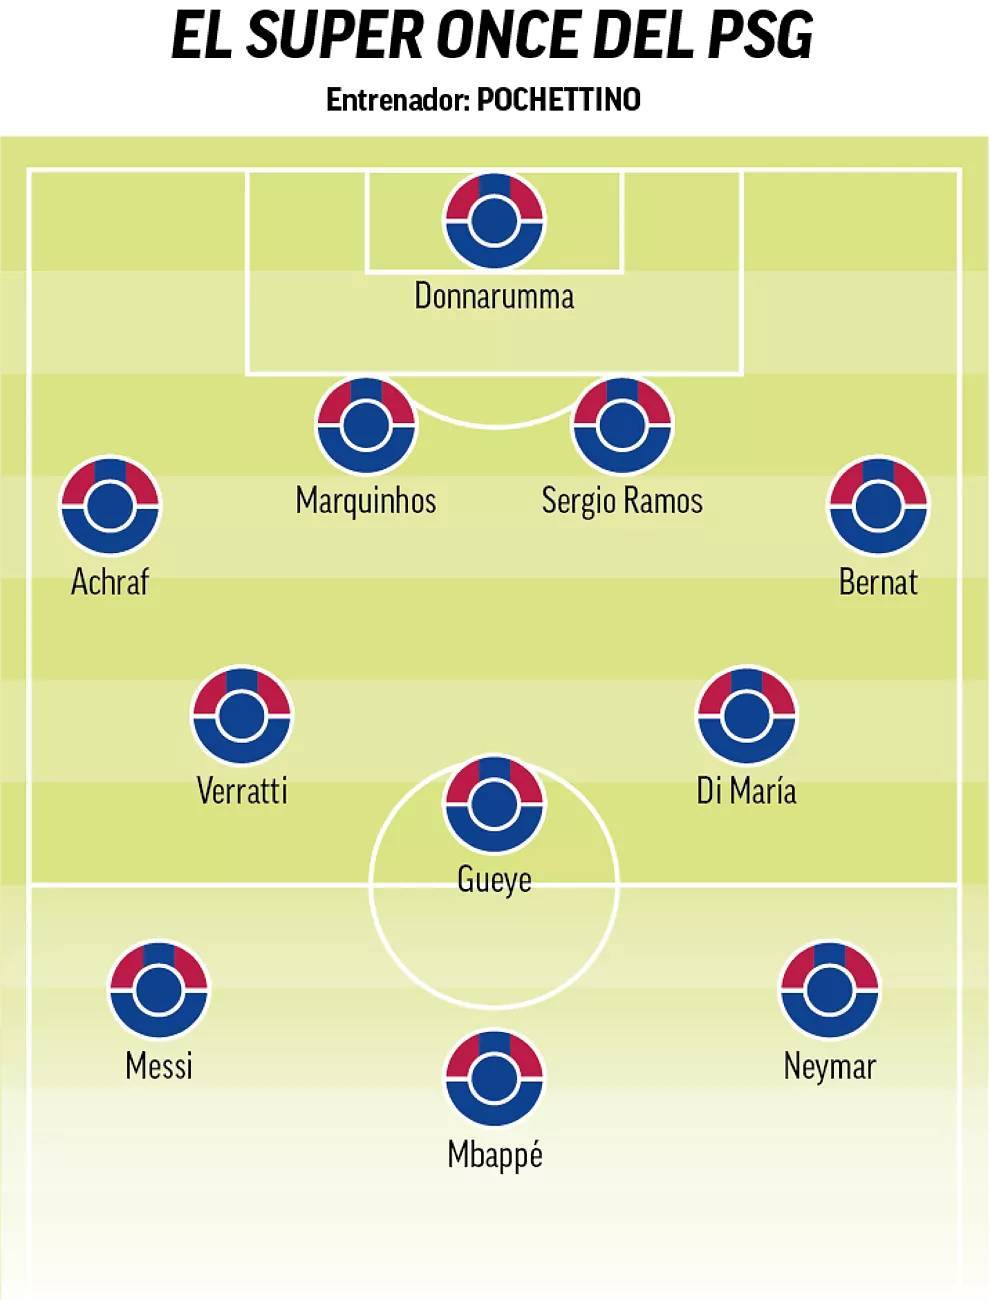 EL SUPER ONCE DEL PSG
Entrenador: POCHETTINO
Donnarumma
Marquinhos
Sergio Ramos
Achraf
Bernat
Verratti
Di María
Gueye
Messi
Neymar
Mbappé